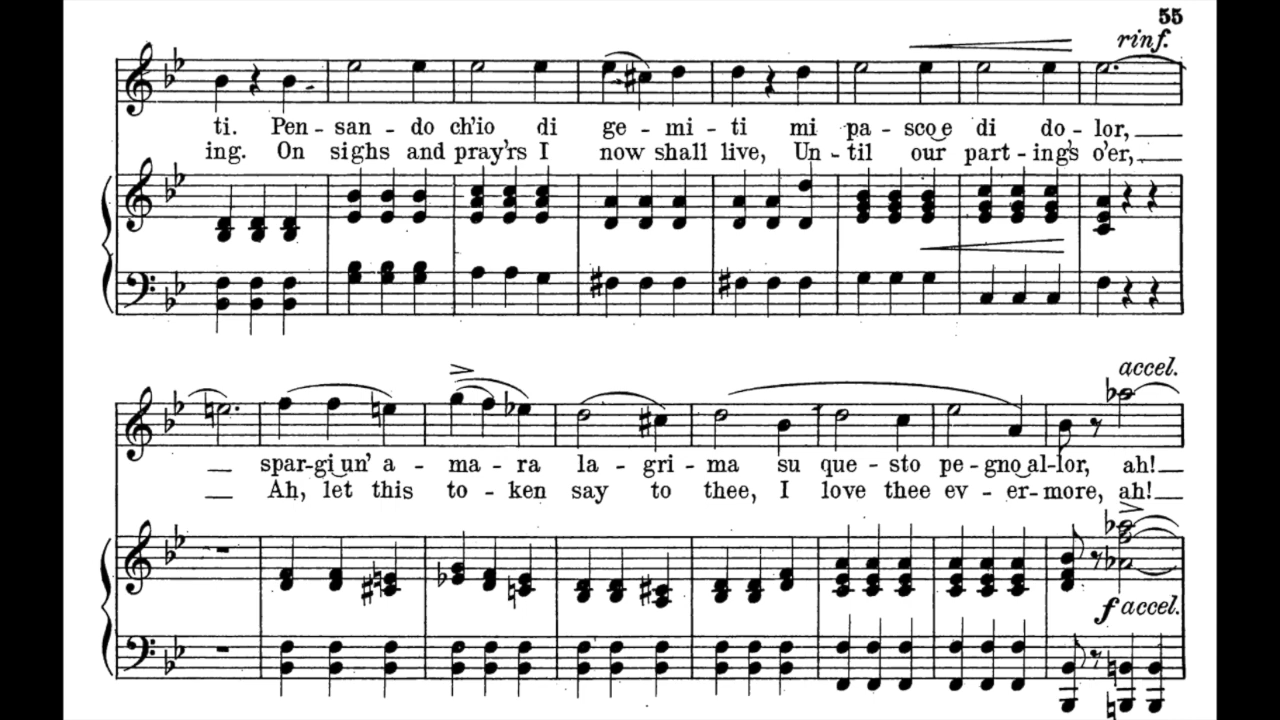 55
rinf.
ti. Pen - san - do ch'io di ge - mi - ti mi pa - sco e di do - lor,
ing. On sighs and pray'rs I now shall live, Un - til our part - ing's o'er,
accel.
spar - gi un' a - ma - ra la - gri - ma su que - sto pe - gno al - lor, ah!
Ah, let this to - ken say to thee, I love thee ev - er - more, ah!
f accel.